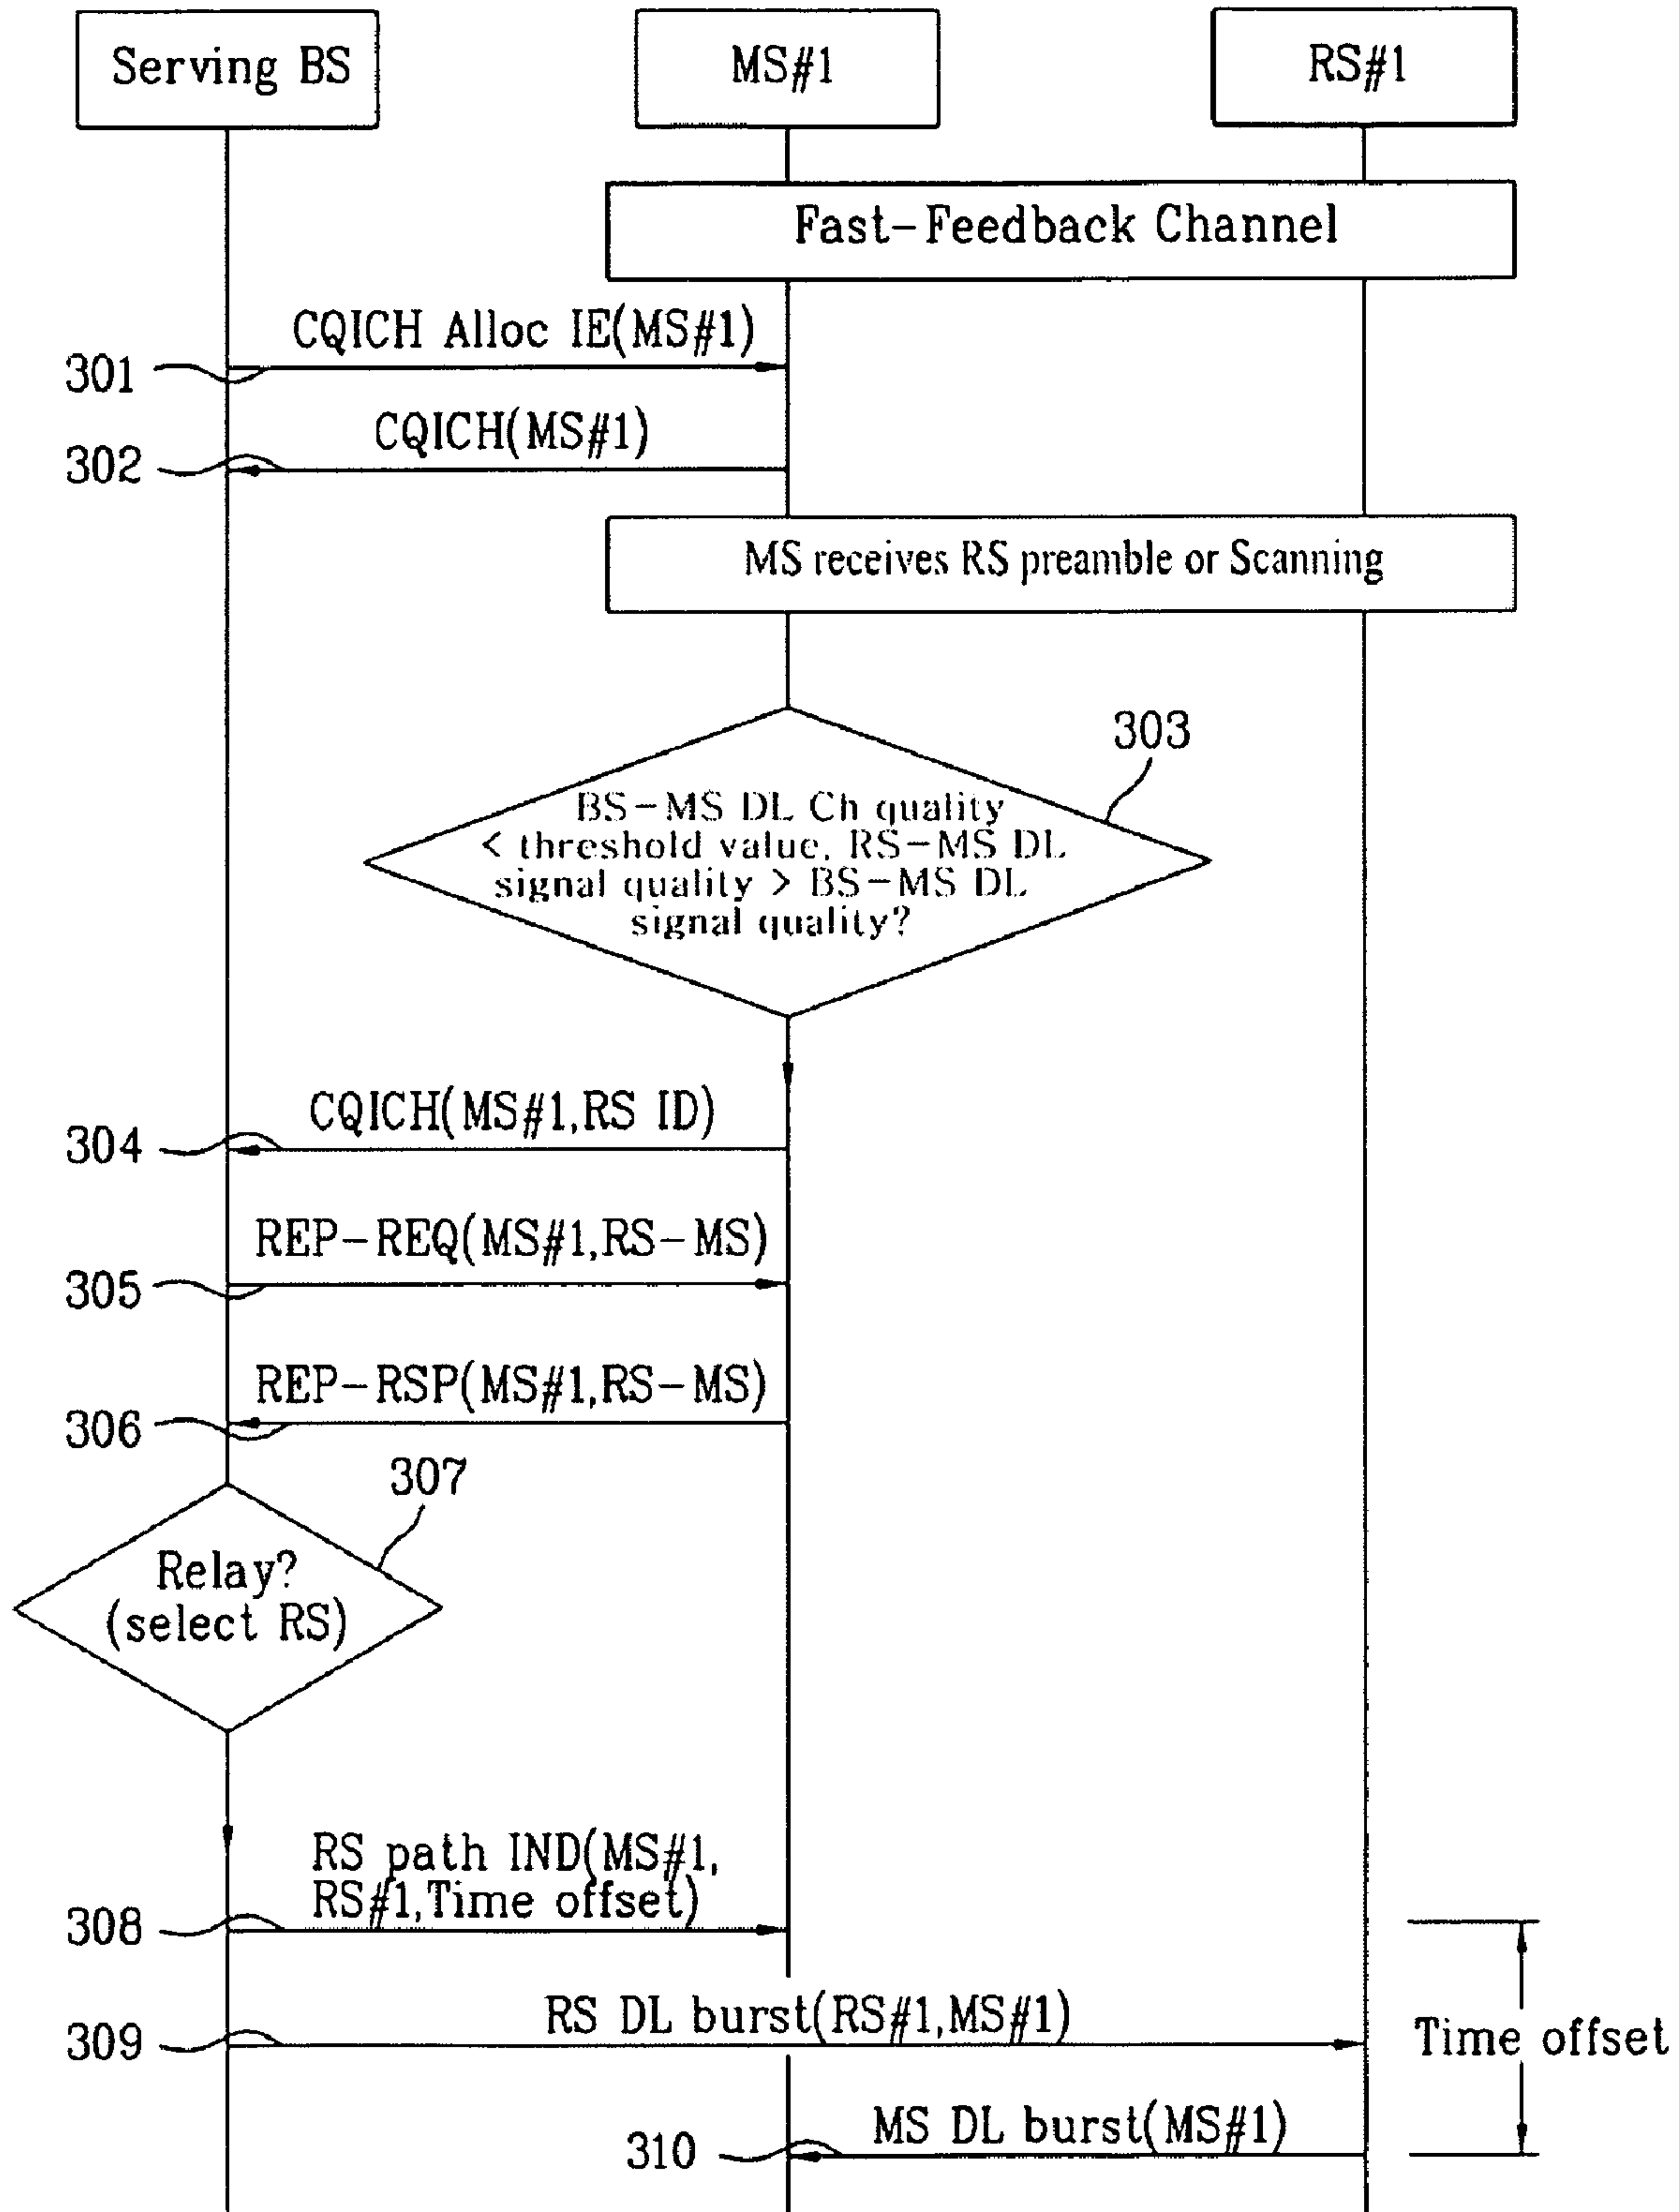 Serving BS
MS#1
RS#1
Fast-Feedback Channel
CQICH Alloc IE(MS#1)
301
CQICH(MS#1)
302
MS receives RS preamble or Scanning
303
BS-MS DL Ch quality
< threshold value, RS-MS DL
signal quality > BS-MS DL
signal quality?
CQICH(MS#1,RS ID)
304
REP-REQ(MS#1,RS-MS)
305
REP-RSP(MS#1,RS-MS)
306
307
Relay?
(select RS)
RS path IND(MS#1,
RS#1,Time offset)
308
RS DL burst(RS#1,MS#1)
309
Time offset
MS DL burst(MS#1)
310